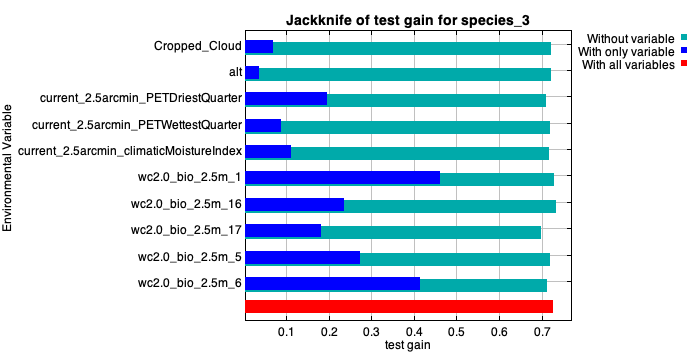 Jackknife of test gain for species_3
Without variable
With only variable
With all variables
Environmental Variable
Cropped_Cloud
alt
current_2.5arcmin_PETDriestQuarter
current_2.5arcmin_PETWettestQuarter
current_2.5arcmin_climaticMoistureIndex
wc2.0_bio_2.5m_1
wc2.0_bio_2.5m_16
wc2.0_bio_2.5m_17
wc2.0_bio_2.5m_5
wc2.0_bio_2.5m_6
0.1 0.2 0.3 0.4 0.5 0.6 0.7
test gain